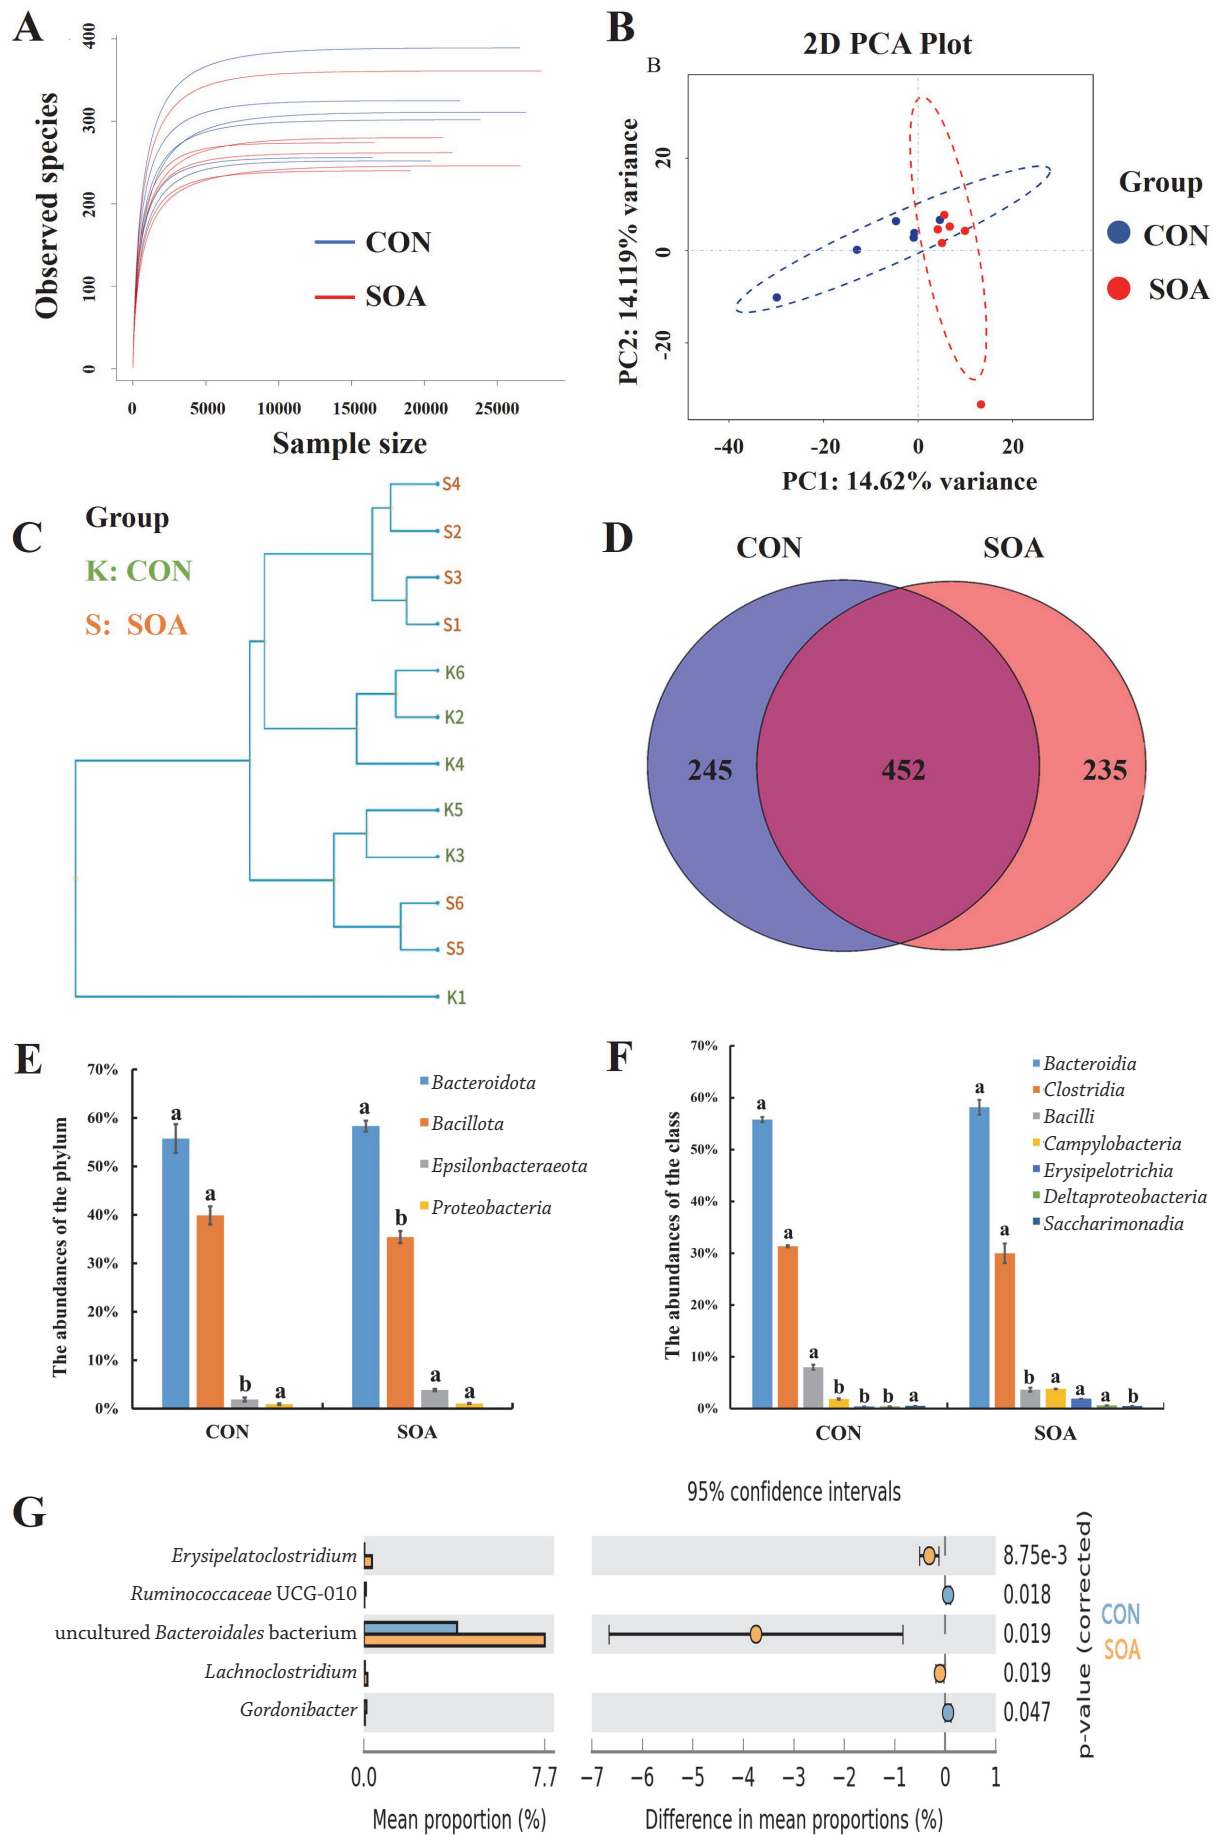 A
Observed species
400
300
200
100
0
CON
SOA
0 5000 10000 15000 20000 25000
Sample size
B
2D PCA Plot
B
PC2: 14.119% variance
20
0
-20
-40 -20 0 20
PC1: 14.62% variance
Group
CON
SOA
C
Group
K: CON
S: SOA
S4
S2
S3
S1
K6
K2
K4
K5
K3
S6
S5
K1
D
CON SOA
245 452 235
E
The abundances of the phylum
70%
60%
50%
40%
30%
20%
10%
0%
a a b a
a b a a
CON SOA
Bacteroidota
Bacillota
Epsilonbacteraeota
Proteobacteria
F
The abundances of the class
70%
60%
50%
40%
30%
20%
10%
0%
a a a b b b a
a a b a a a b
CON SOA
Bacteroidia
Clostridia
Bacilli
Campylobacteria
Erysipelotrichia
Deltaproteobacteria
Saccharimonadia
G
95% confidence intervals
Erysipelatoclostridium 8.75e-3
Ruminococcaceae UCG-010 0.018
uncultured Bacteroidales bacterium 0.019
Lachnoclostridium 0.019
Gordonibacter 0.047
p-value (corrected)
CON
SOA
0.0 7.7
Mean proportion (%)
−7 −6 −5 −4 −3 −2 −1 0 1
Difference in mean proportions (%)